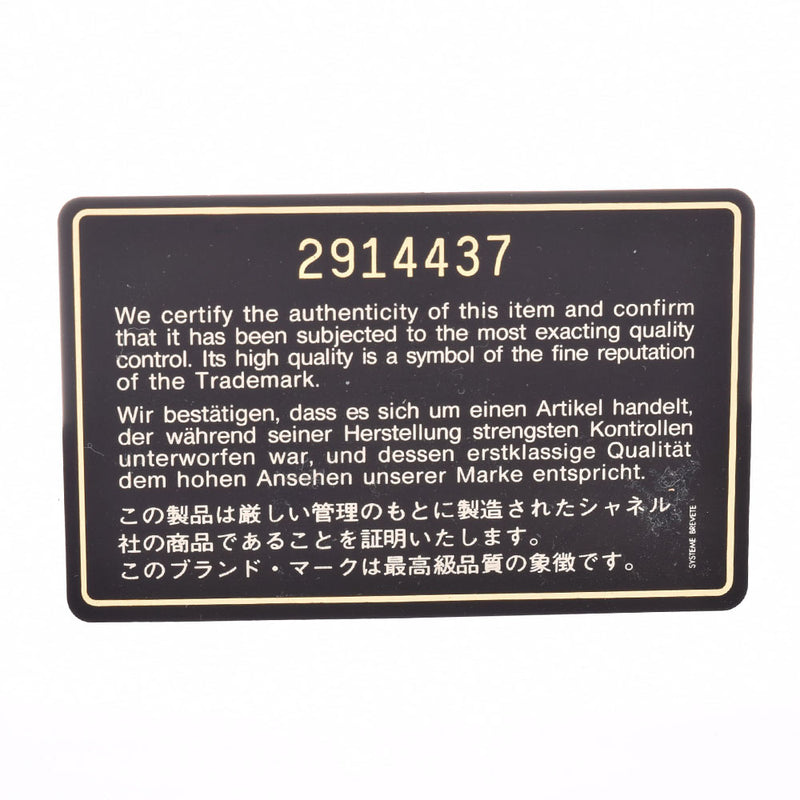 2914437
We certify the authenticity of this item and confirm
that it has been subjected to the most exacting quality
control. Its high quality is a symbol of the fine reputation
of the Trademark.
Wir bestätigen, dass es sich um einen Artikel handelt,
der während seiner Herstellung strengsten Kontrollen
unterworfen war, und dessen erstklassige Qualität
dem hohen Ansehen unserer Marke entspricht.
この製品は厳しい管理のもとに製造されたシャネル
社の商品であることを証明いたします。
このブランド・マークは最高級品質の象徴です。
SYSTEME BREVETE